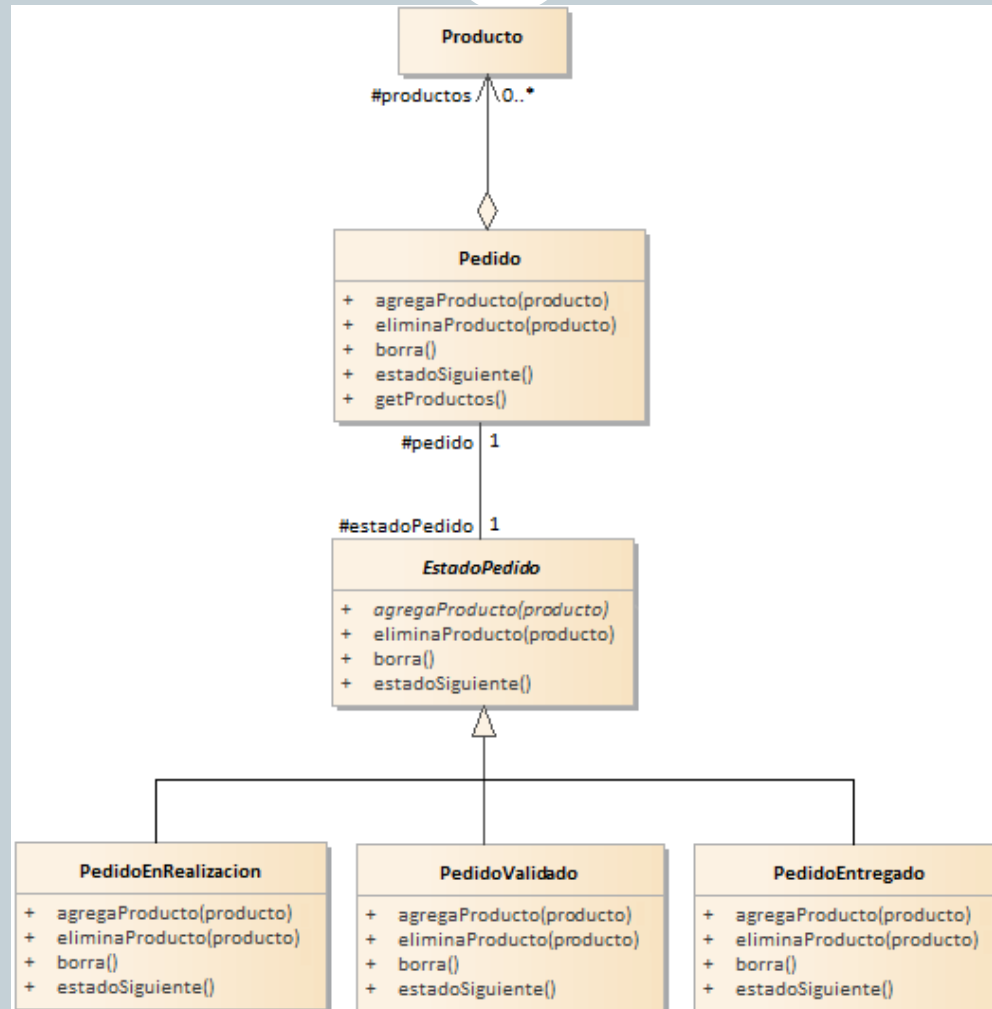 Producto
#productos 0..*
Pedido
+ agregaProducto(producto)
+ eliminaProducto(producto)
+ borra()
+ estadoSiguiente()
+ getProductos()
#pedido 1
#estadoPedido 1
EstadoPedido
+ agregaProducto(producto)
+ eliminaProducto(producto)
+ borra()
+ estadoSiguiente()
PedidoEnRealizacion
+ agregaProducto(producto)
+ eliminaProducto(producto)
+ borra()
+ estadoSiguiente()
PedidoValidado
+ agregaProducto(producto)
+ eliminaProducto(producto)
+ borra()
+ estadoSiguiente()
PedidoEntregado
+ agregaProducto(producto)
+ eliminaProducto(producto)
+ borra()
+ estadoSiguiente()